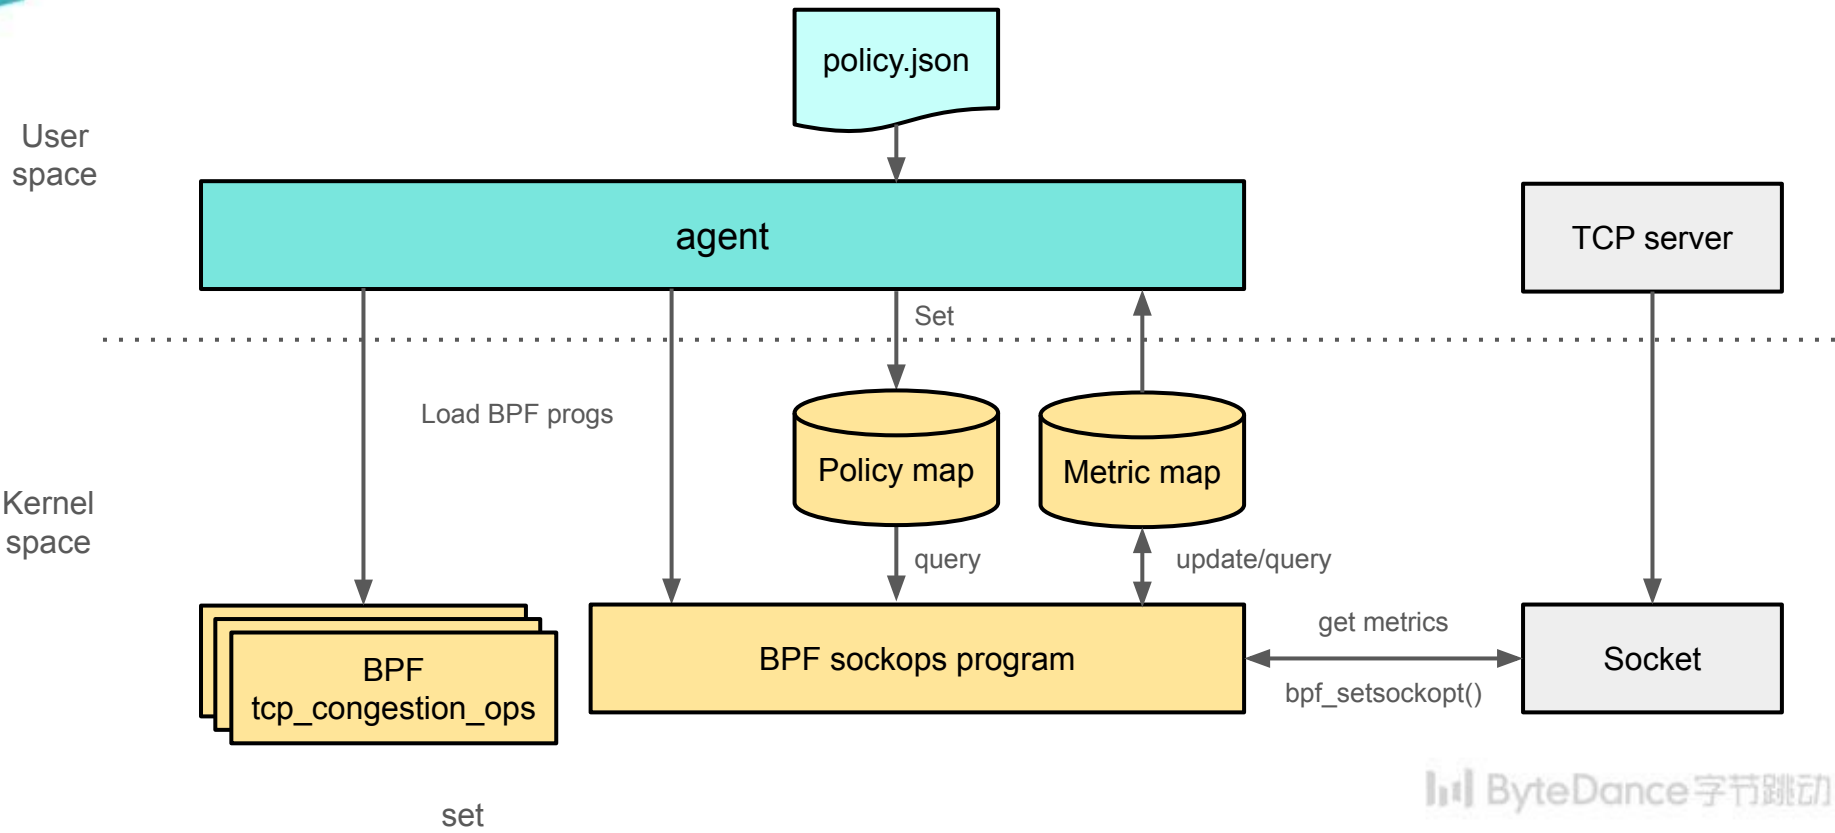 policy.json
User
space
agent
TCP server
Set
Load BPF progs
Policy map
Metric map
Kernel
space
query
update/query
get metrics
BPF
tcp_congestion_ops
BPF sockops program
Socket
bpf_setsockopt()
ByteDance字节跳动
set